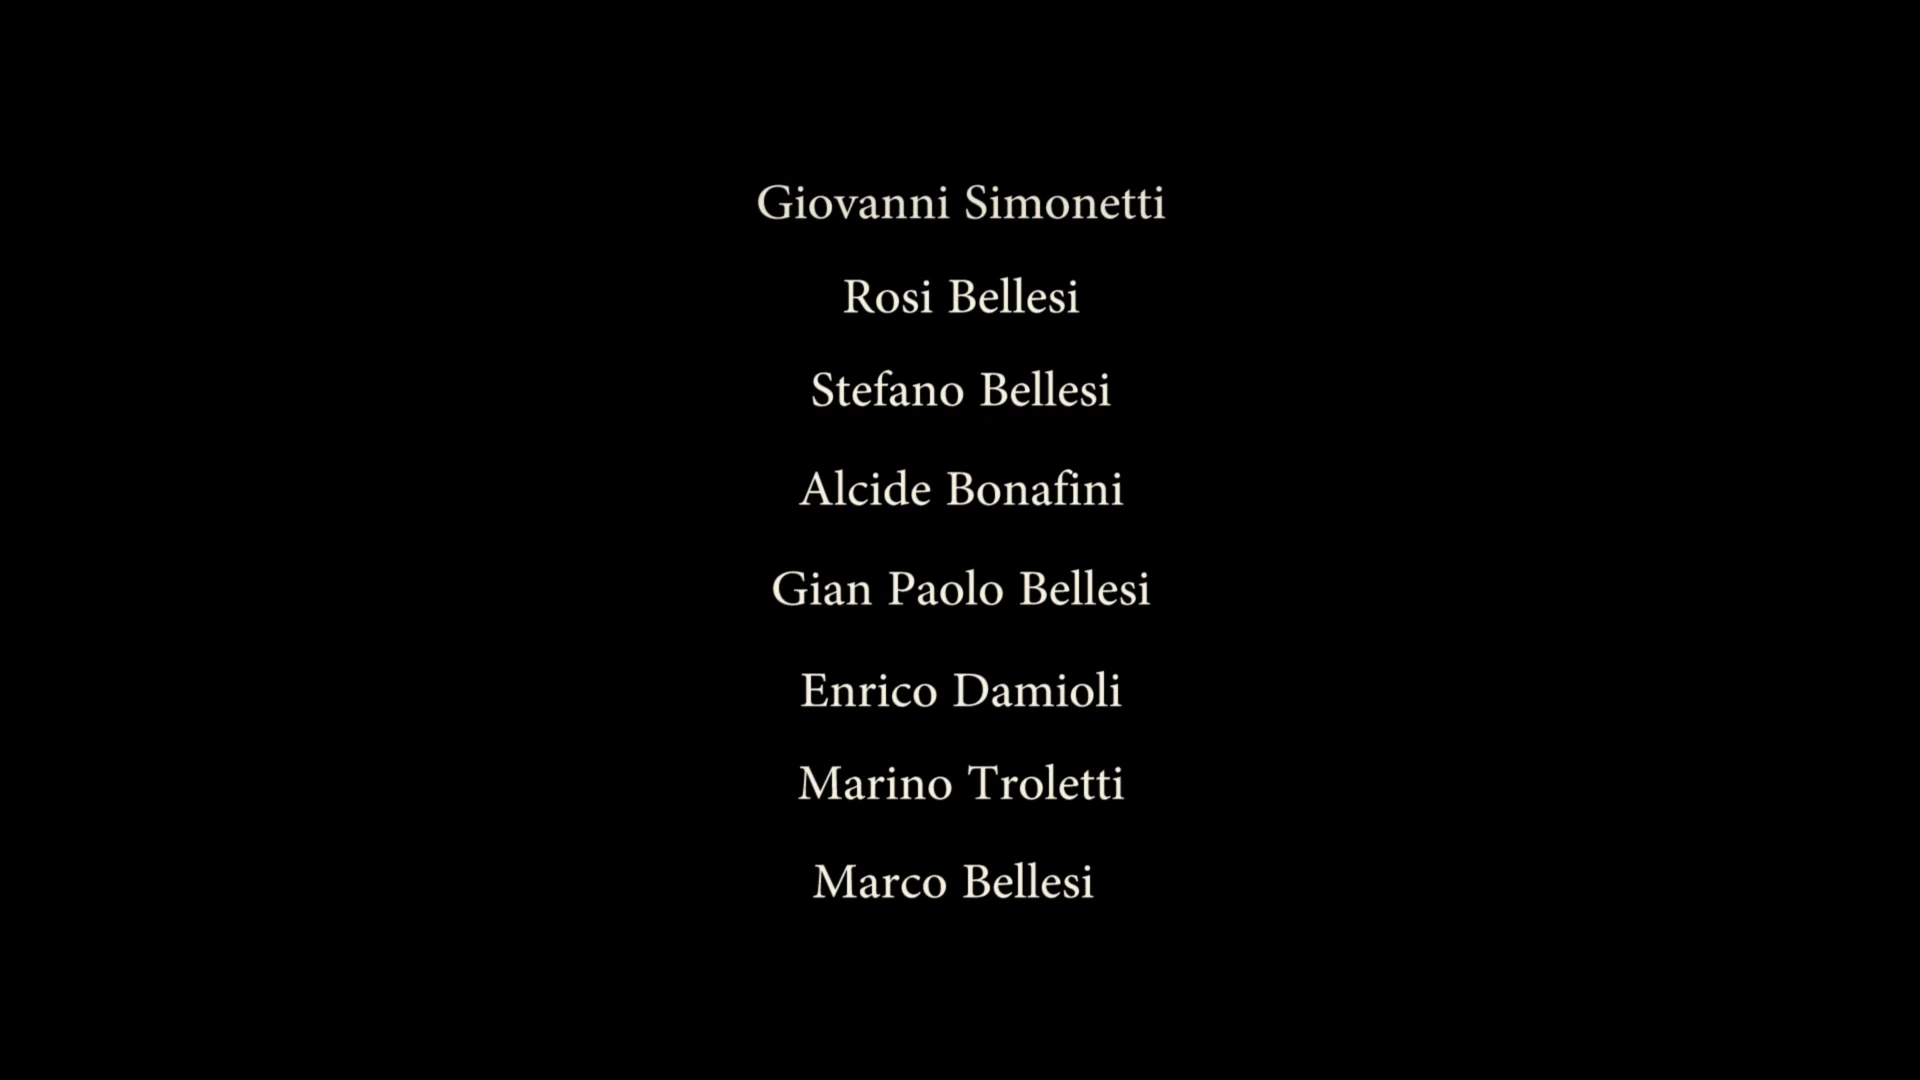 Giovanni Simonetti
Rosi Bellesi
Stefano Bellesi
Alcide Bonafini
Gian Paolo Bellesi
Enrico Damioli
Marino Troletti
Marco Bellesi